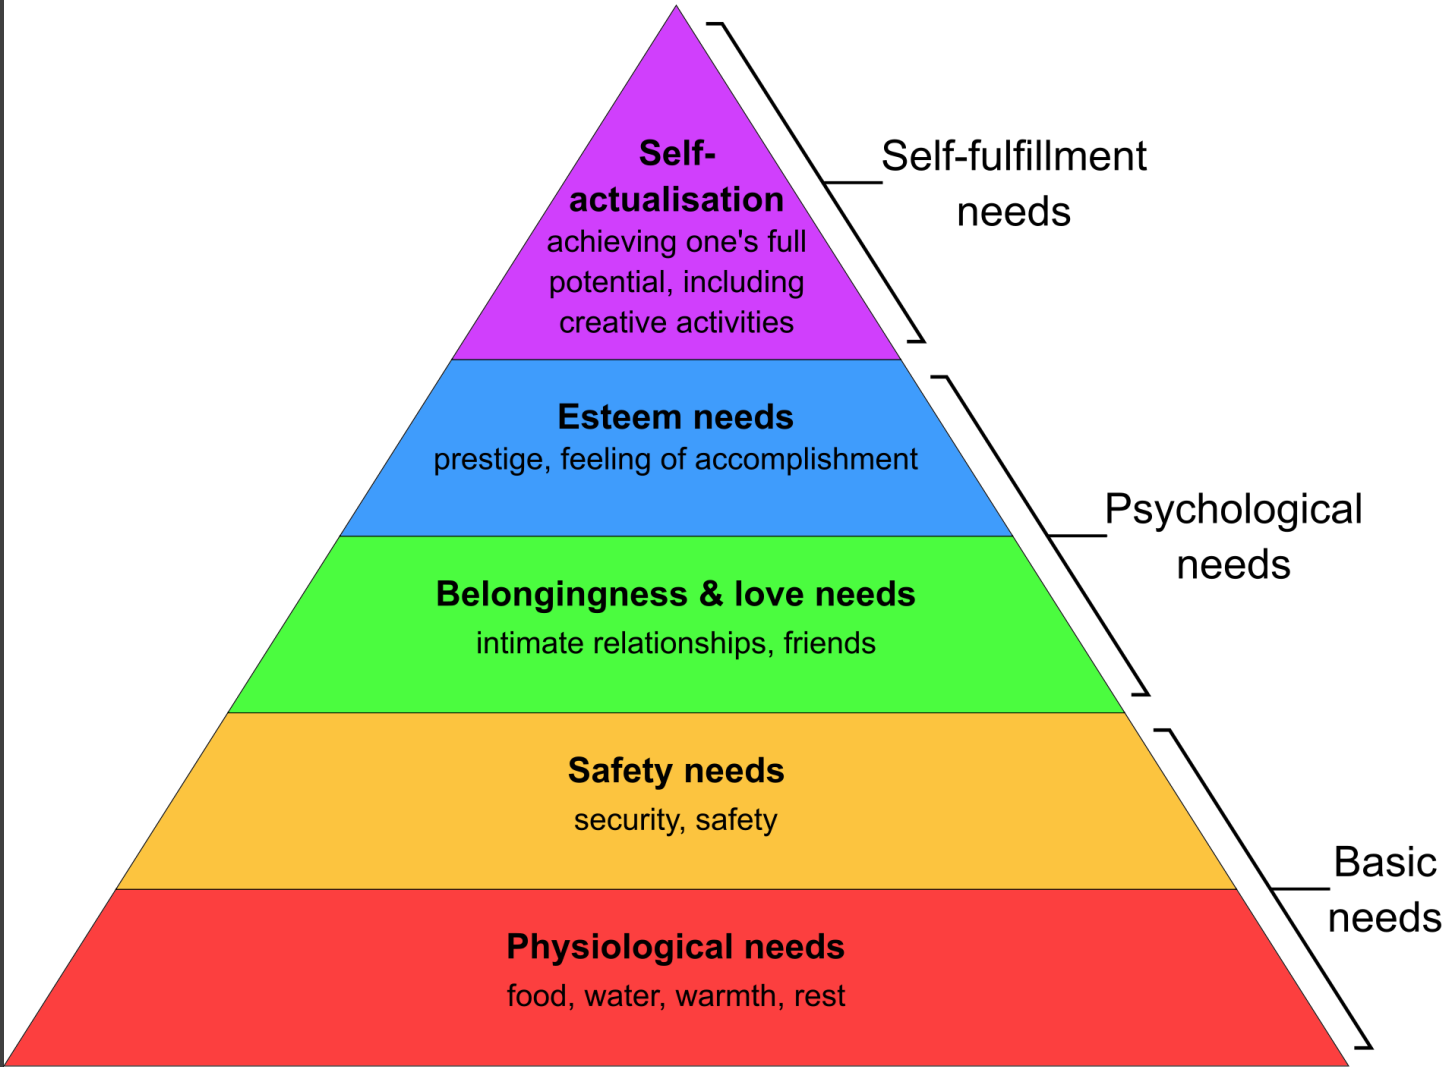 Self-
actualisation
achieving one's full
potential, including
creative activities
Self-fulfillment
needs
Esteem needs
prestige, feeling of accomplishment
Belongingness & love needs
intimate relationships, friends
Psychological
needs
Safety needs
security, safety
Physiological needs
food, water, warmth, rest
Basic
needs